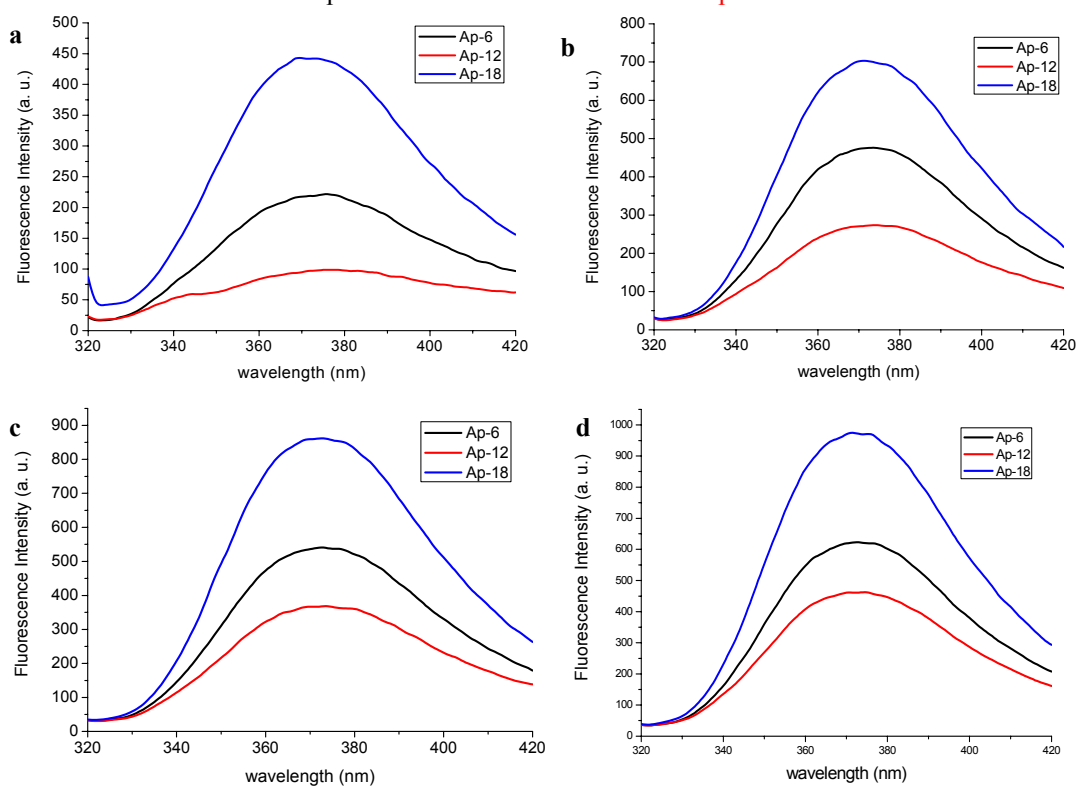 a
Fluorescence Intensity (a. u.)
500
450
400
350
300
250
200
150
100
50
0
320 340 360 380 400 420
wavelength (nm)
Ap-6
Ap-12
Ap-18
b
Fluorescence Intensity (a. u.)
800
700
600
500
400
300
200
100
0
320 340 360 380 400 420
wavelength (nm)
Ap-6
Ap-12
Ap-18
c
Fluorescence Intensity (a. u.)
900
800
700
600
500
400
300
200
100
0
320 340 360 380 400 420
wavelength (nm)
Ap-6
Ap-12
Ap-18
d
Fluorescence Intensity (a. u.)
1000
900
800
700
600
500
400
300
200
100
0
320 340 360 380 400 420
wavelength (nm)
Ap-6
Ap-12
Ap-18